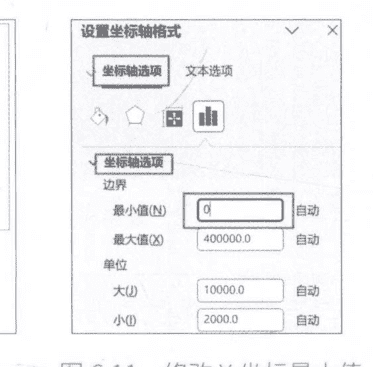 设置坐标轴格式
坐标轴选项 文本选项
坐标轴选项
边界
最小值(N) 0 自动
最大值(X) 400000.0 自动
单位
大(J) 10000.0 自动
小(I) 2000.0 自动